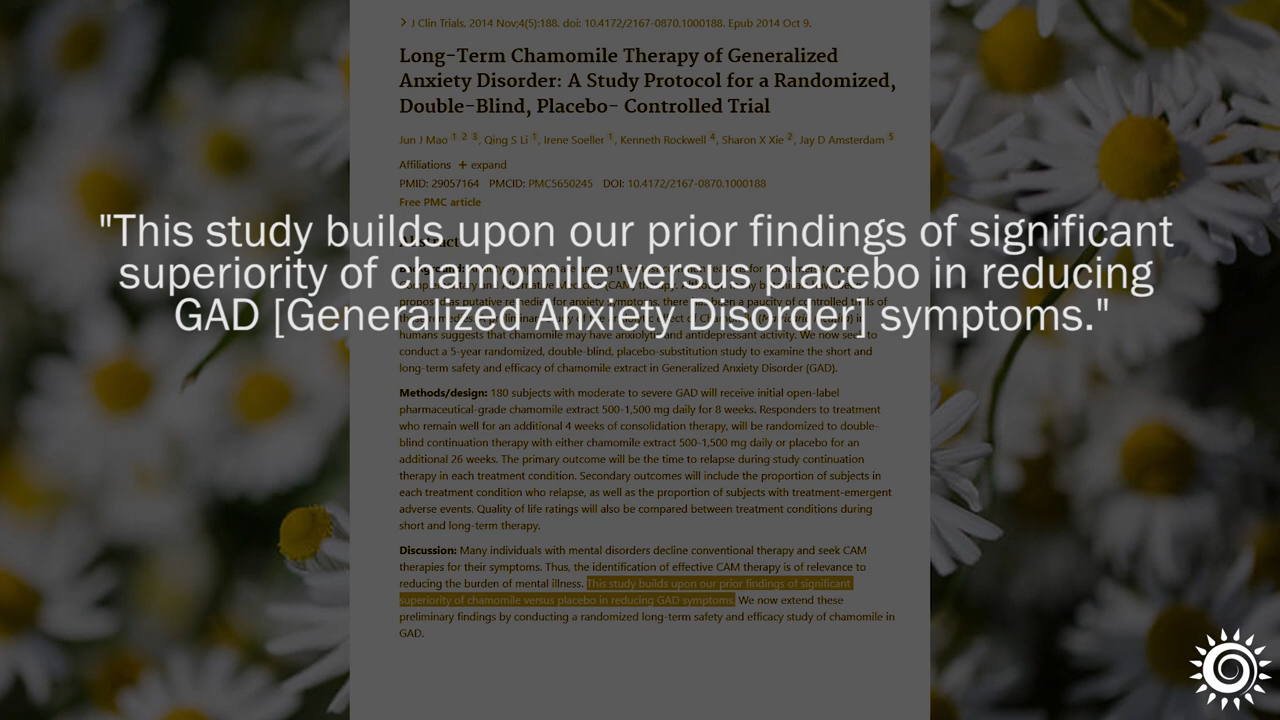 J Clin Trials. 2014 Nov;4(5):188. doi: 10.4172/2167-0870.1000188. Epub 2014 Oct 9.
Long-Term Chamomile Therapy of Generalized
Anxiety Disorder: A Study Protocol for a Randomized,
Double-Blind, Placebo- Controlled Trial
Jun J Mao 1 2 3, Qing S Li 1, Irene Soeller 1, Kenneth Rockwell 4, Sharon X Xie 2, Jay D Amsterdam 5
Affiliations + expand
PMID: 29057164 PMCID: PMC5650245 DOI: 10.4172/2167-0870.1000188
Free PMC article
"This study builds upon our prior findings of significant
superiority of chamomile versus placebo in reducing
GAD [Generalized Anxiety Disorder] symptoms."
humans suggests that chamomile may have anxiolytic and antidepressant activity. We now seek to
conduct a 5-year randomized, double-blind, placebo-substitution study to examine the short and
long-term safety and efficacy of chamomile extract in Generalized Anxiety Disorder (GAD).
Methods/design: 180 subjects with moderate to severe GAD will receive initial open-label
pharmaceutical-grade chamomile extract 500-1,500 mg daily for 8 weeks. Responders to treatment
who remain well for an additional 4 weeks of consolidation therapy, will be randomized to double-
blind continuation therapy with either chamomile extract 500-1,500 mg daily or placebo for an
additional 26 weeks. The primary outcome will be the time to relapse during study continuation
therapy in each treatment condition. Secondary outcomes will include the proportion of subjects in
each treatment condition who relapse, as well as the proportion of subjects with treatment-emergent
adverse events. Quality of life ratings will also be compared between treatment conditions during
short and long-term therapy.
Discussion: Many individuals with mental disorders decline conventional therapy and seek CAM
therapies for their symptoms. Thus, the identification of effective CAM therapy is of relevance to
reducing the burden of mental illness. This study builds upon our prior findings of significant
superiority of chamomile versus placebo in reducing GAD symptoms. We now extend these
preliminary findings by conducting a randomized long-term safety and efficacy study of chamomile in
GAD.